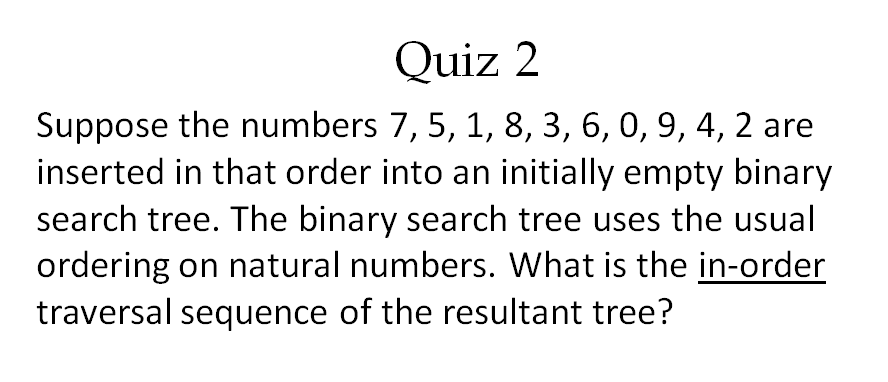 Quiz 2
Suppose the numbers 7, 5, 1, 8, 3, 6, 0, 9, 4, 2 are
inserted in that order into an initially empty binary
search tree. The binary search tree uses the usual
ordering on natural numbers. What is the in-order
traversal sequence of the resultant tree?